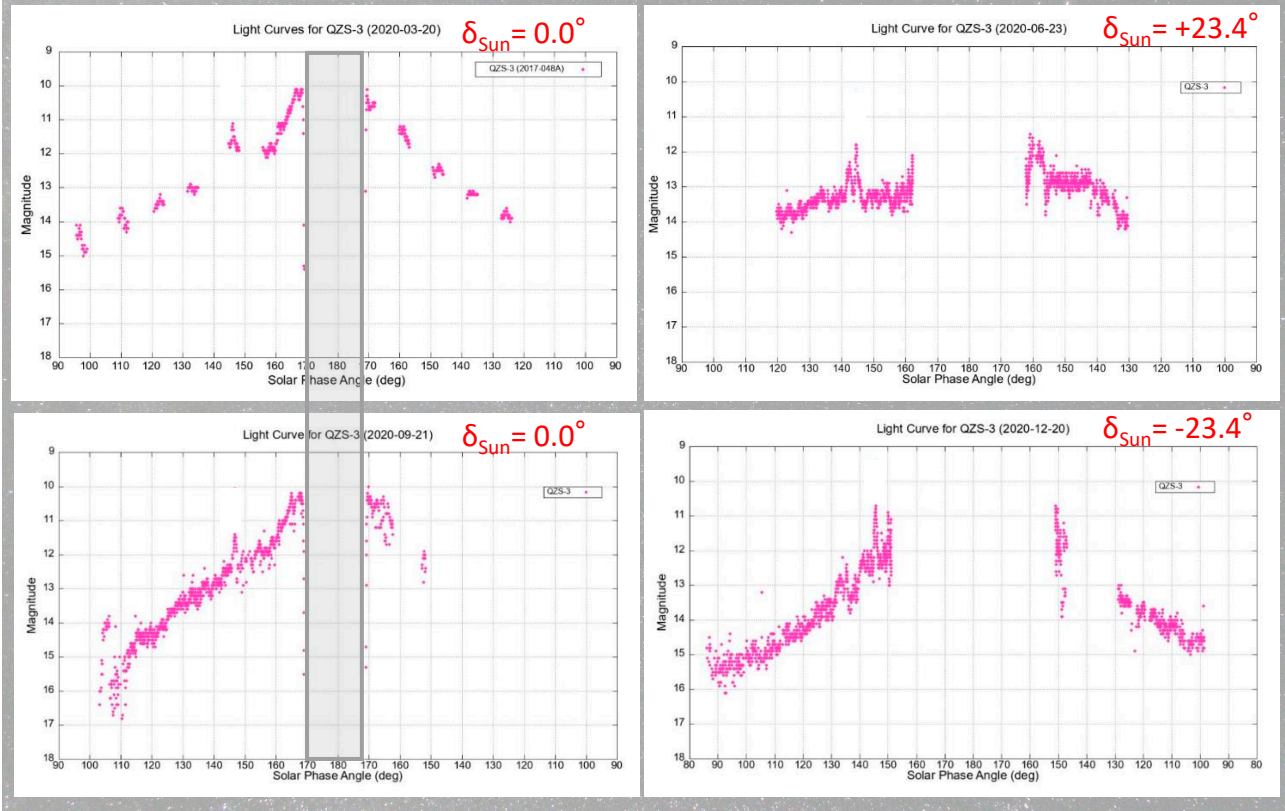 Light Curves for QZS-3 (2020-03-20)
δSun= 0.0°
QZS-3 (2017-048A)
9
10
11
12
13
14
15
16
17
18
Magnitude
90 100 110 120 130 140 150 160 170 180 170 160 150 140 130 120 110 100 90
Solar Phase Angle (deg)
Light Curve for QZS-3 (2020-06-23)
δSun= +23.4°
QZS-3
9
10
11
12
13
14
15
16
17
18
Magnitude
90 100 110 120 130 140 150 160 170 180 170 160 150 140 130 120 110 100 90
Solar Phase Angle (deg)
Light Curve for QZS-3 (2020-09-21)
δSun= 0.0°
QZS-3
9
10
11
12
13
14
15
16
17
18
Magnitude
90 100 110 120 130 140 150 160 170 180 170 160 150 140 130 120 110 100 90
Solar Phase Angle (deg)
Light Curve for QZS-3 (2020-12-20)
δSun= -23.4°
QZS-3
9
10
11
12
13
14
15
16
17
18
Magnitude
80 90 100 110 120 130 140 150 160 170 180 170 160 150 140 130 120 110 100 90 80
Solar Phase Angle (deg)